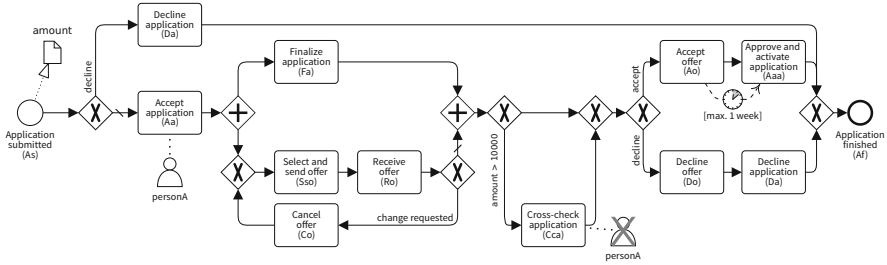 amount
Application
submitted
(As)
decline
Decline
application
(Da)
Accept
application
(Aa)
personA
Finalize
application
(Fa)
Select and
send offer
(Sso)
Receive
offer
(Ro)
Cancel
offer
(Co)
change requested
amount > 10000
Cross-check
application
(Cca)
personA
accept
decline
Accept
offer
(Ao)
Approve and
activate
application
(Aaa)
[max. 1 week]
Decline
offer
(Do)
Decline
application
(Da)
Application
finished
(Af)